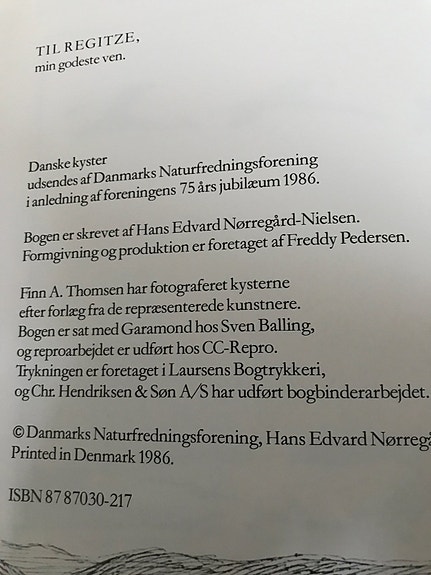 TIL REGITZE,
min godeste ven.
Danske kyster
udsendes af Danmarks Naturfredningsforening
i anledning af foreningens 75 års jubilæum 1986.
Bogen er skrevet af Hans Edvard Nørregård-Nielsen.
Formgivning og produktion er foretaget af Freddy Pedersen.
Finn A. Thomsen har fotograferet kysterne
efter forlæg fra de repræsenterede kunstnere.
Bogen er sat med Garamond hos Sven Balling,
og reproarbejdet er udført hos CC-Repro.
Trykningen er foretaget i Laursens Bogtrykkeri,
og Chr. Hendriksen & Søn A/S har udført bogbinderarbejdet.
© Danmarks Naturfredningsforening, Hans Edvard Nørregå
Printed in Denmark 1986.
ISBN 87 87030-217